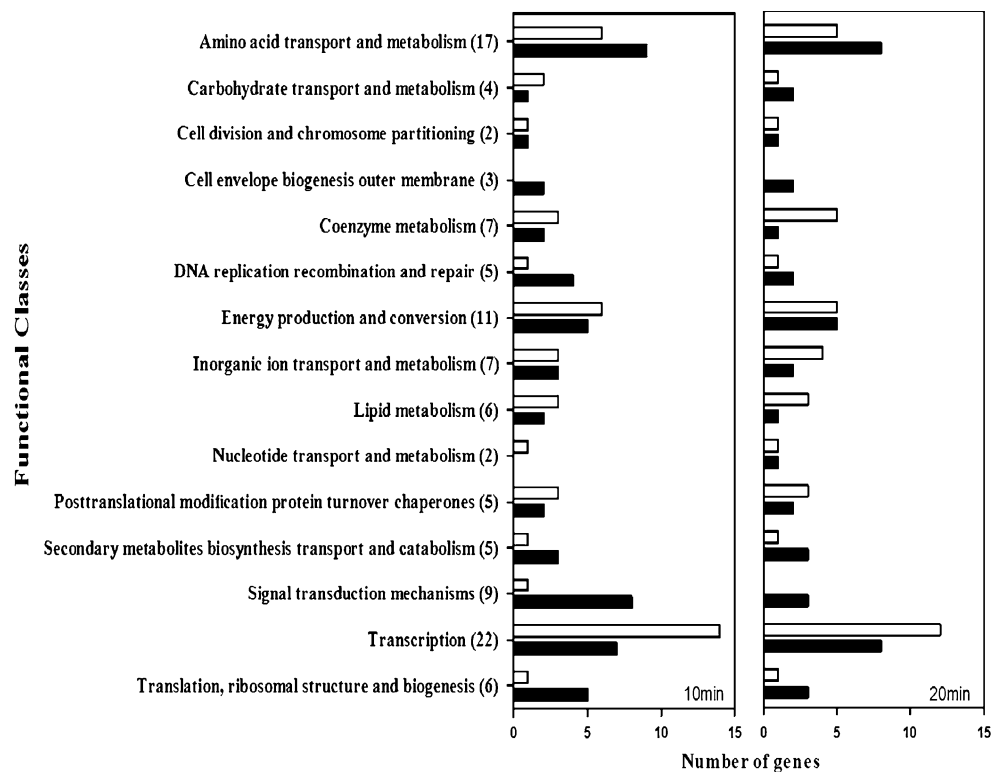 Functional Classes
Amino acid transport and metabolism (17)
Carbohydrate transport and metabolism (4)
Cell division and chromosome partitioning (2)
Cell envelope biogenesis outer membrane (3)
Coenzyme metabolism (7)
DNA replication recombination and repair (5)
Energy production and conversion (11)
Inorganic ion transport and metabolism (7)
Lipid metabolism (6)
Nucleotide transport and metabolism (2)
Posttranslational modification protein turnover chaperones (5)
Secondary metabolites biosynthesis transport and catabolism (5)
Signal transduction mechanisms (9)
Transcription (22)
Translation, ribosomal structure and biogenesis (6)
10min
20min
0 5 10 15
0 5 10 15
Number of genes